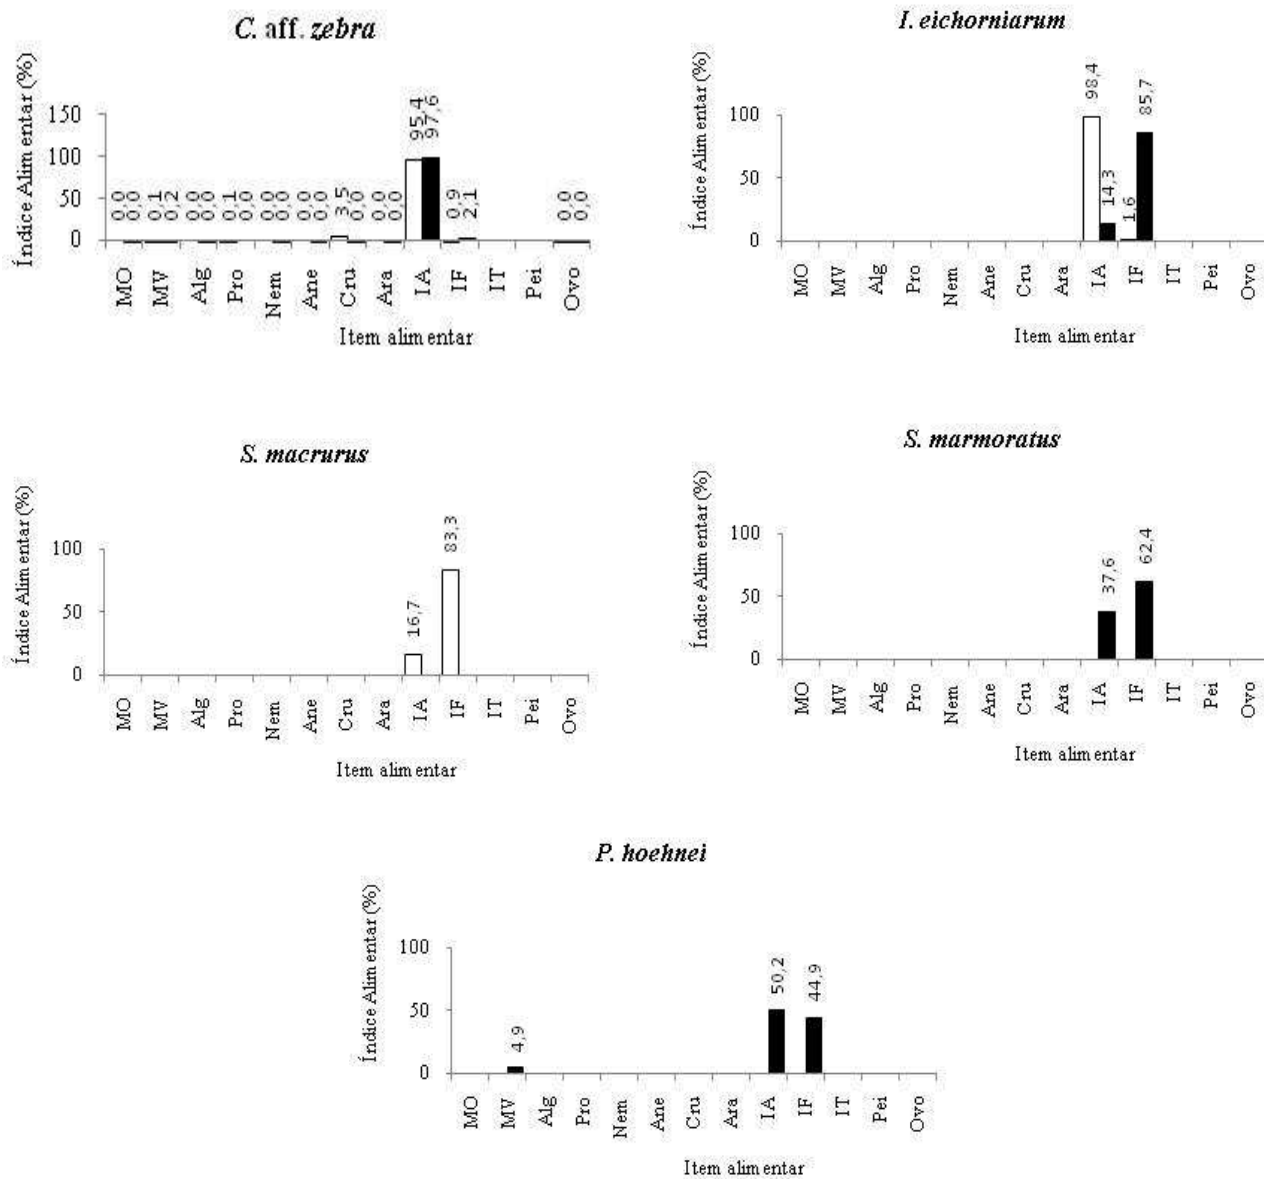 C. aff. zebra
Índice Alimentar (%)
150
100
50
0
0,0
0,0
0,1
0,2
0,0
0,0
0,1
0,0
0,0
0,0
0,0
0,0
3,5
0,0
0,0
0,0
95,4
97,6
0,9
2,1
0,0
0,0
MO MV Alg Pro Nem Ane Cru Ara IA IF IT Pei Ovo
Item alimentar
I. eichorniarum
Índice Alimentar (%)
100
50
0
98,4
14,3
1,6
85,7
MO MV Alg Pro Nem Ane Cru Ara IA IF IT Pei Ovo
Item alimentar
S. macrurus
Índice Alimentar (%)
100
50
0
16,7
83,3
MO MV Alg Pro Nem Ane Cru Ara IA IF IT Pei Ovo
Item alimentar
S. marmoratus
Índice Alimentar (%)
100
50
0
37,6
62,4
MO MV Alg Pro Nem Ane Cru Ara IA IF IT Pei Ovo
Item alimentar
P. hoehnei
Índice Alimentar (%)
100
50
0
4,9
50,2
44,9
MO MV Alg Pro Nem Ane Cru Ara IA IF IT Pei Ovo
Item alimentar